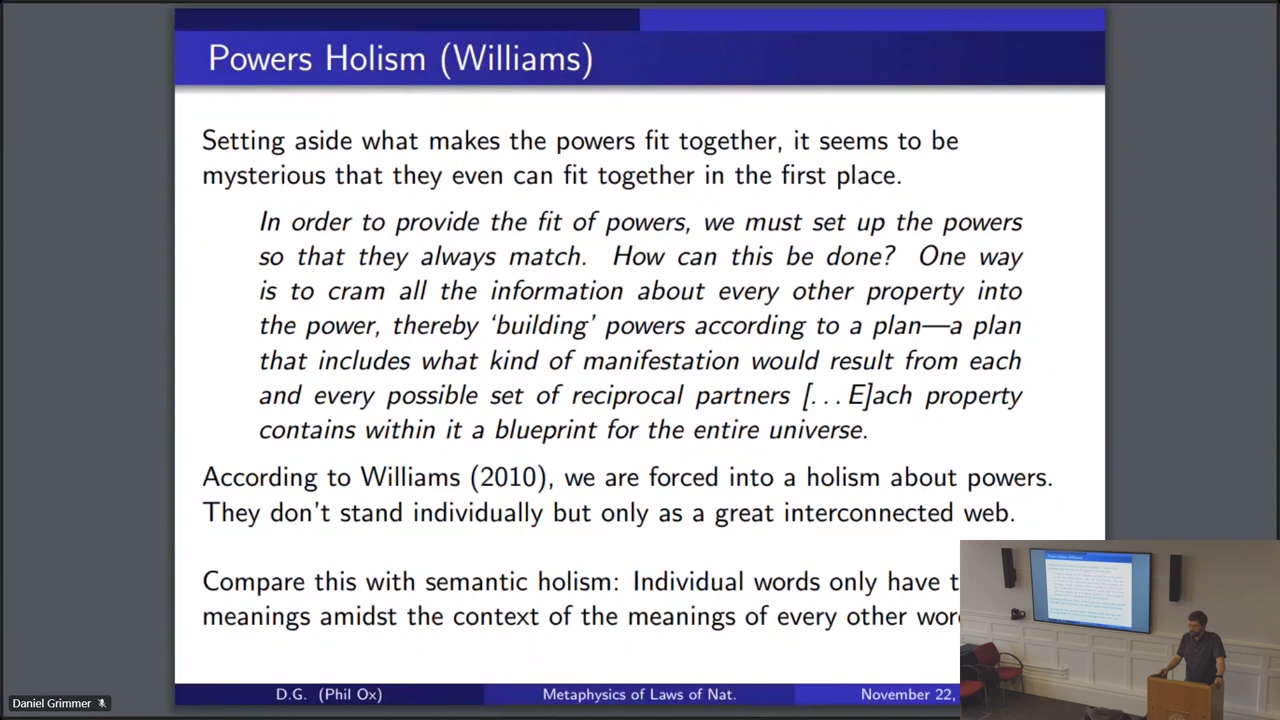 Powers Holism (Williams)
Setting aside what makes the powers fit together, it seems to be
mysterious that they even can fit together in the first place.
In order to provide the fit of powers, we must set up the powers
so that they always match. How can this be done? One way
is to cram all the information about every other property into
the power, thereby ‘building’ powers according to a plan—a plan
that includes what kind of manifestation would result from each
and every possible set of reciprocal partners [. . . E]ach property
contains within it a blueprint for the entire universe.
According to Williams (2010), we are forced into a holism about powers.
They don't stand individually but only as a great interconnected web.
Compare this with semantic holism: Individual words only have
meanings amidst the context of the meanings of every other
D.G. (Phil Ox)
Metaphysics of Laws of Nat.
November 22,
Daniel Grimmer